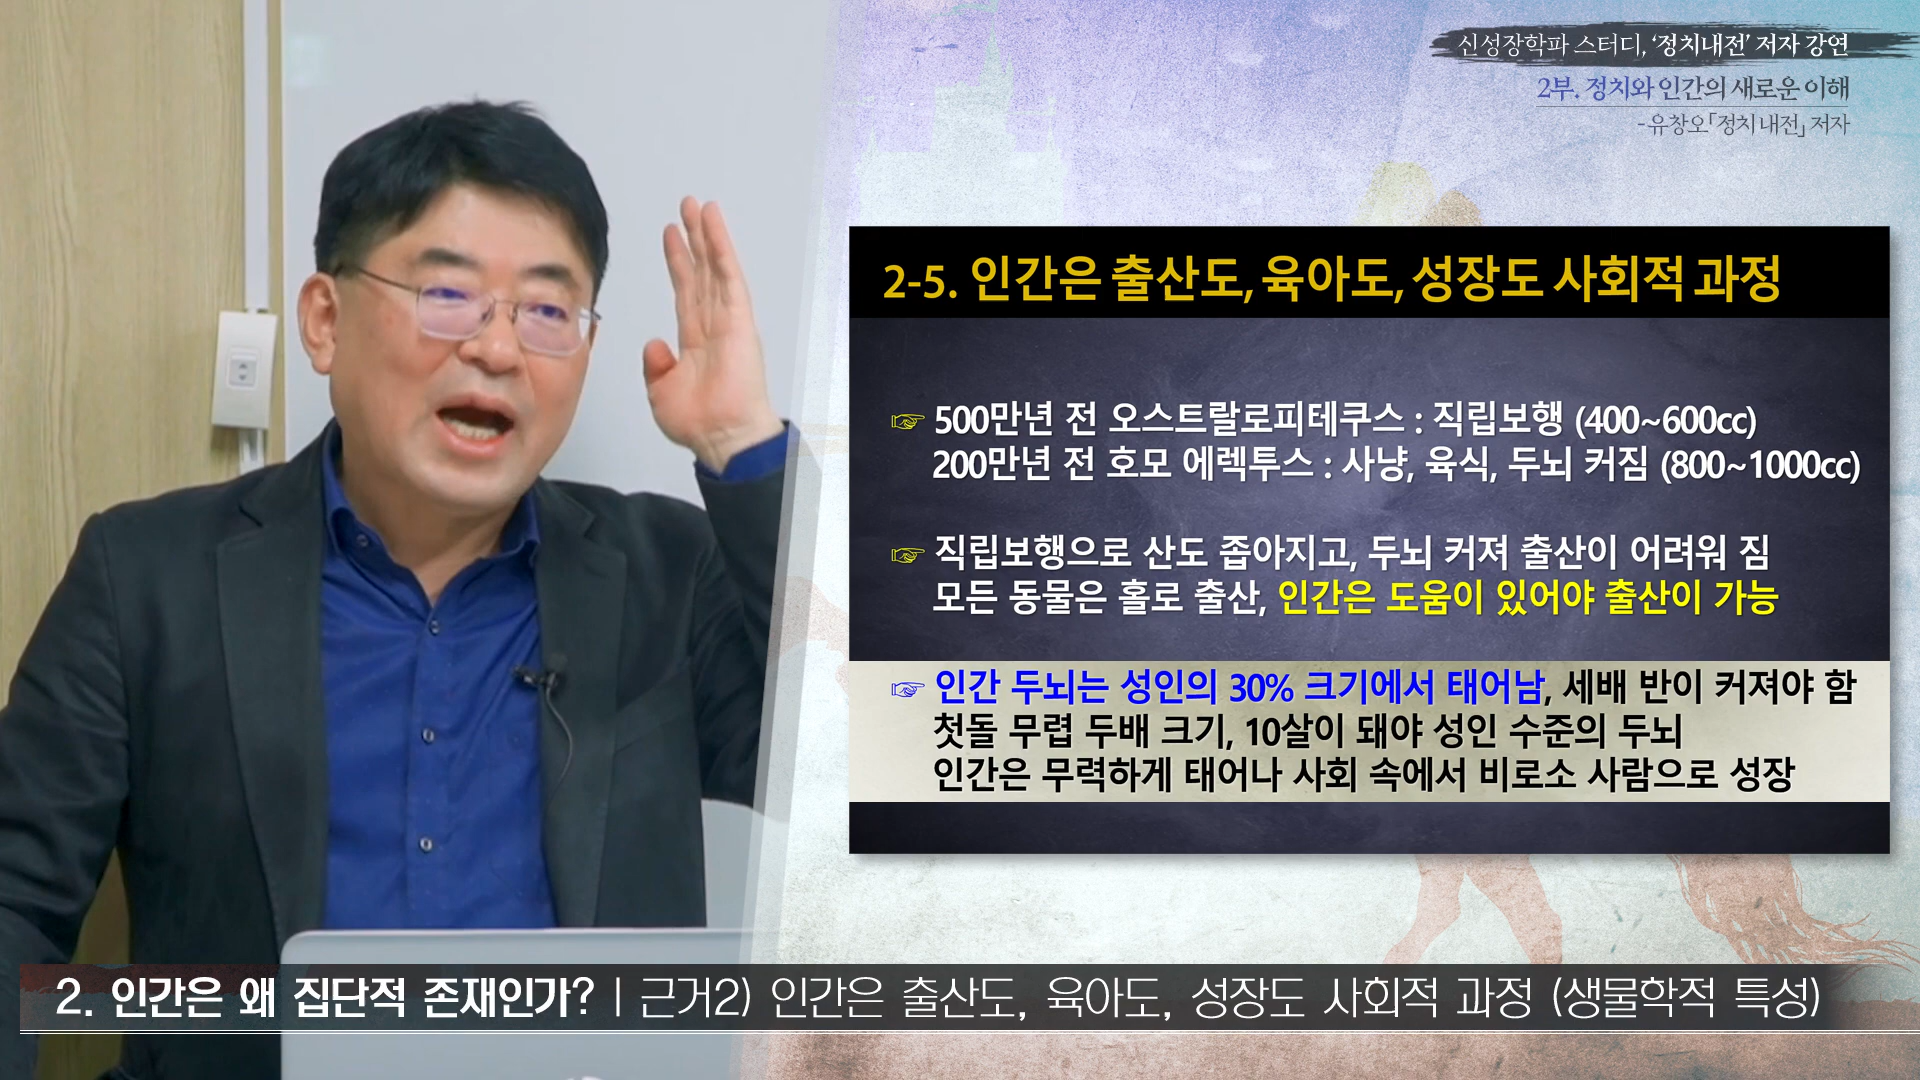 신성장학파 스터디, ‘정치내전’ 저자 강연
2부. 정치와 인간의 새로운 이해
- 유창오「정치 내전」 저자
2-5. 인간은 출산도, 육아도, 성장도 사회적 과정
☞ 500만년 전 오스트랄로피테쿠스 : 직립보행 (400~600cc)
200만년 전 호모 에렉투스 : 사냥, 육식, 두뇌 커짐 (800~1000cc)
☞ 직립보행으로 산도 좁아지고, 두뇌 커져 출산이 어려워 짐
모든 동물은 홀로 출산, 인간은 도움이 있어야 출산이 가능
☞ 인간 두뇌는 성인의 30% 크기에서 태어남, 세배 반이 커져야 함
첫돌 무렵 두배 크기, 10살이 돼야 성인 수준의 두뇌
인간은 무력하게 태어나 사회 속에서 비로소 사람으로 성장
2. 인간은 왜 집단적 존재인가? | 근거2) 인간은 출산도, 육아도, 성장도 사회적 과정 (생물학적 특성)